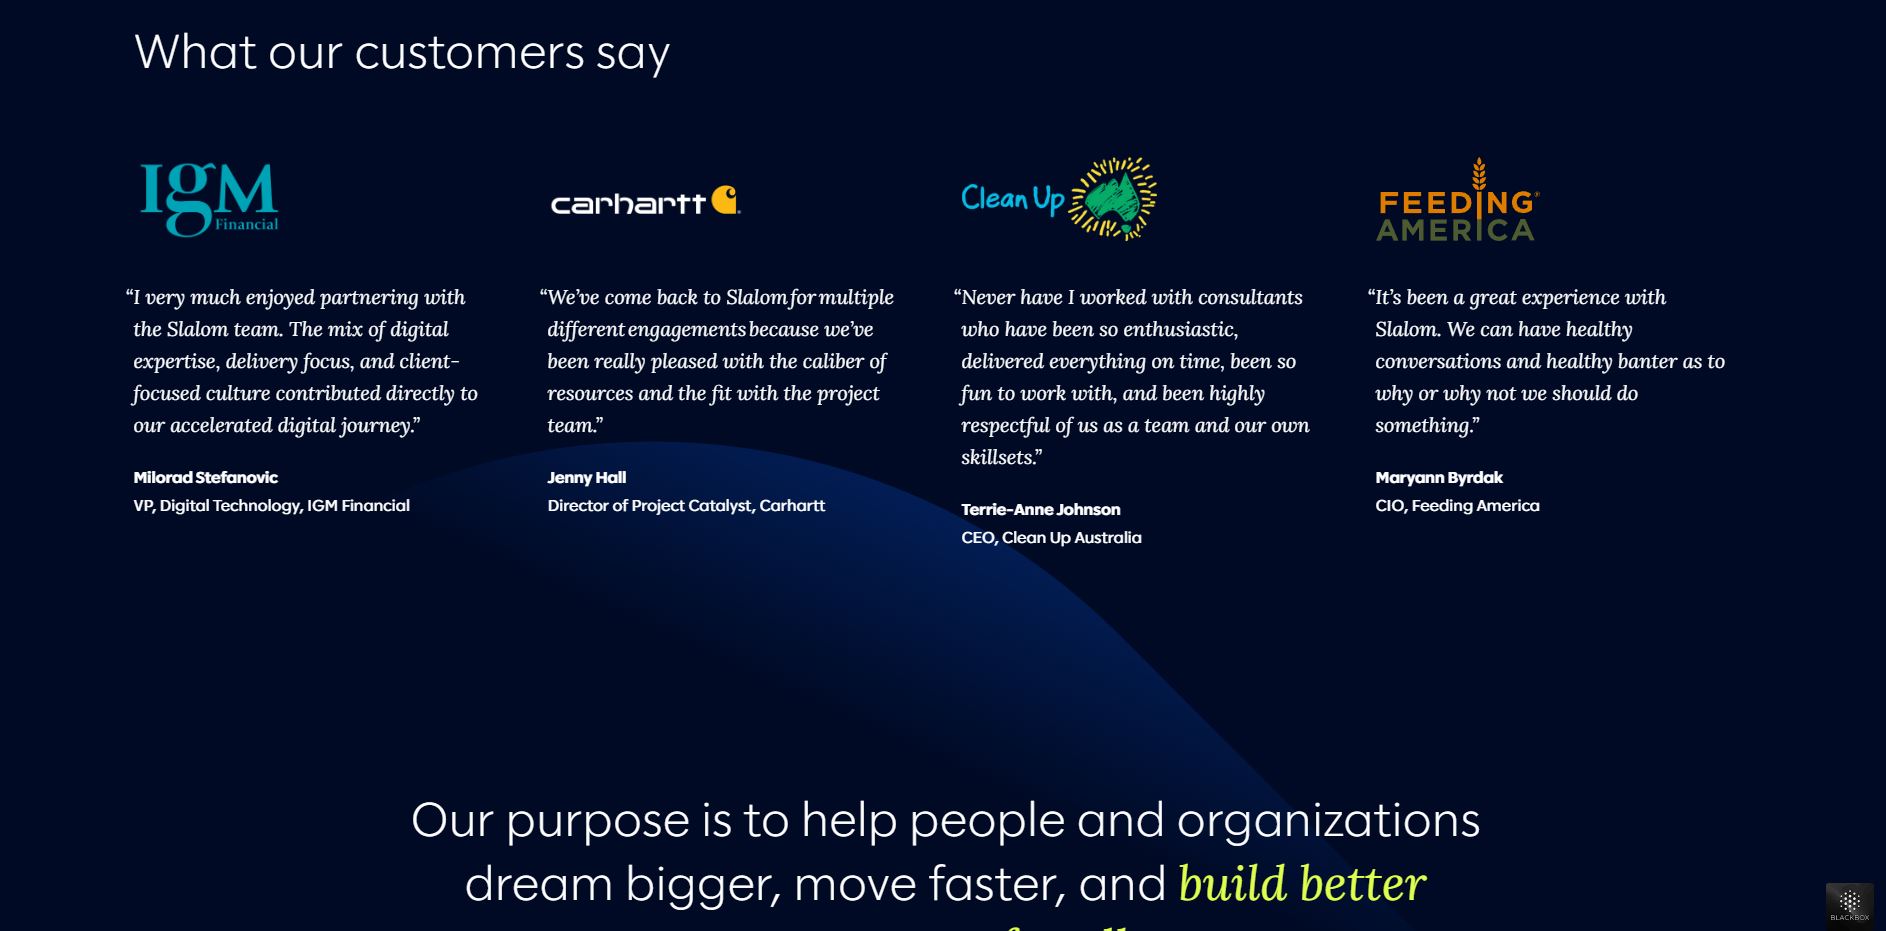 What our customers say
IGM
Financial
carhartt
Clean Up
FEEDING®
AMERICA
“I very much enjoyed partnering with
the Slalom team. The mix of digital
expertise, delivery focus, and client-
focused culture contributed directly to
our accelerated digital journey.”
Milorad Stefanovic
VP, Digital Technology, IGM Financial
“We’ve come back to Slalom for multiple
different engagements because we’ve
been really pleased with the caliber of
resources and the fit with the project
team.”
Jenny Hall
Director of Project Catalyst, Carhartt
“Never have I worked with consultants
who have been so enthusiastic,
delivered everything on time, been so
fun to work with, and been highly
respectful of us as a team and our own
skillsets.”
Terrie-Anne Johnson
CEO, Clean Up Australia
“It’s been a great experience with
Slalom. We can have healthy
conversations and healthy banter as to
why or why not we should do
something.”
Maryann Byrdak
CIO, Feeding America
Our purpose is to help people and organizations
dream bigger, move faster, and build better
BLACKBOX